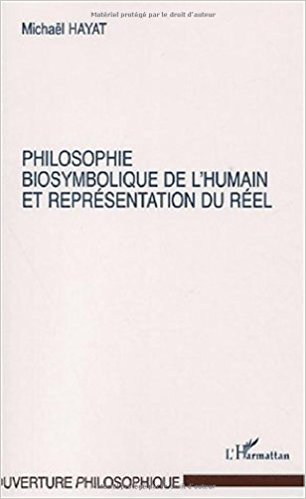 Matériel protégé par le droit d'auteur
Michaël HAYAT
PHILOSOPHIE
BIOSYMBOLIQUE DE L'HUMAIN
ET REPRÉSENTATION DU RÉEL
L'Harmattan
OUVERTURE PHILOSOPHIQUE